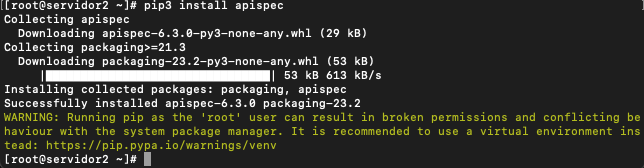 [root@servidor2 ~]# pip3 install apispec
Collecting apispec
  Downloading apispec-6.3.0-py3-none-any.whl (29 kB)
Collecting packaging>=21.3
  Downloading packaging-23.2-py3-none-any.whl (53 kB)
     |████████████████████████████████| 53 kB 613 kB/s
Installing collected packages: packaging, apispec
Successfully installed apispec-6.3.0 packaging-23.2
WARNING: Running pip as the 'root' user can result in broken permissions and conflicting be
haviour with the system package manager. It is recommended to use a virtual environment ins
tead: https://pip.pypa.io/warnings/venv
[root@servidor2 ~]#